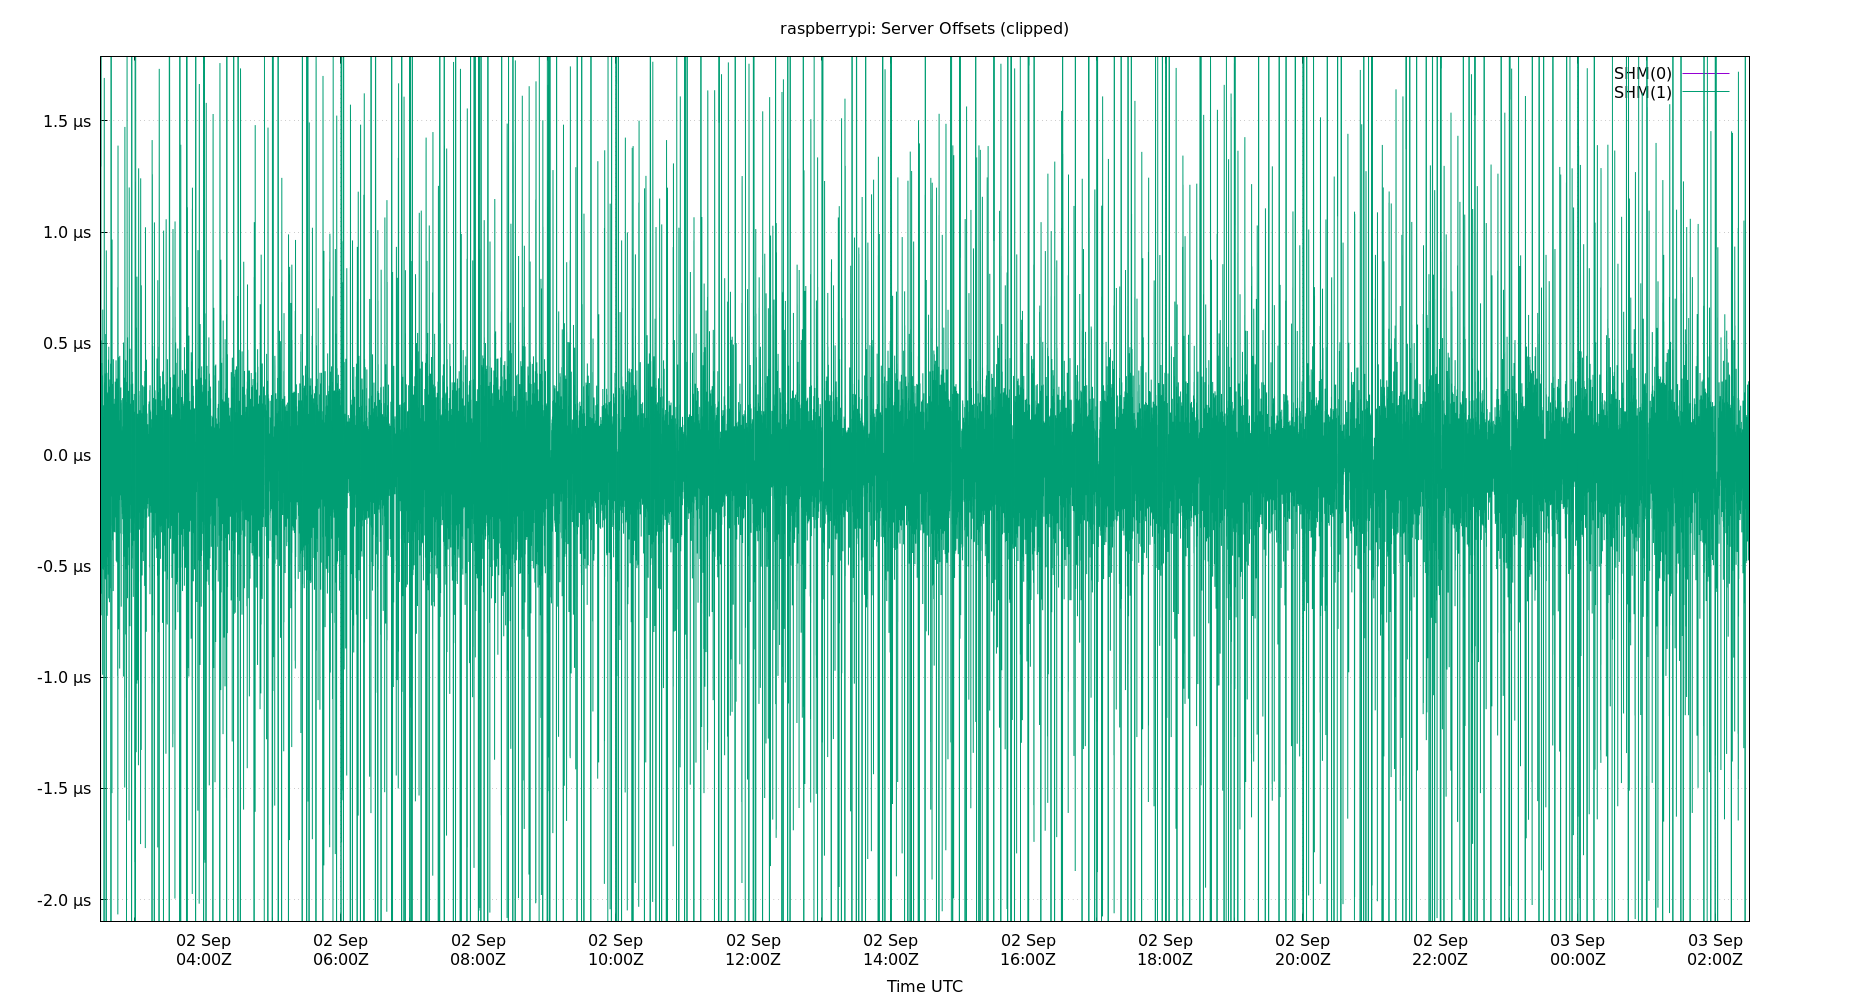 raspberrypi: Server Offsets (clipped)
SHM(0)
SHM(1)
1.5 µs
1.0 µs
0.5 µs
0.0 µs
-0.5 µs
-1.0 µs
-1.5 µs
-2.0 µs
02 Sep 02 Sep 02 Sep 02 Sep 02 Sep 02 Sep 02 Sep 02 Sep 02 Sep 02 Sep 03 Sep 03 Sep
04:00Z 06:00Z 08:00Z 10:00Z 12:00Z 14:00Z 16:00Z 18:00Z 20:00Z 22:00Z 00:00Z 02:00Z
Time UTC